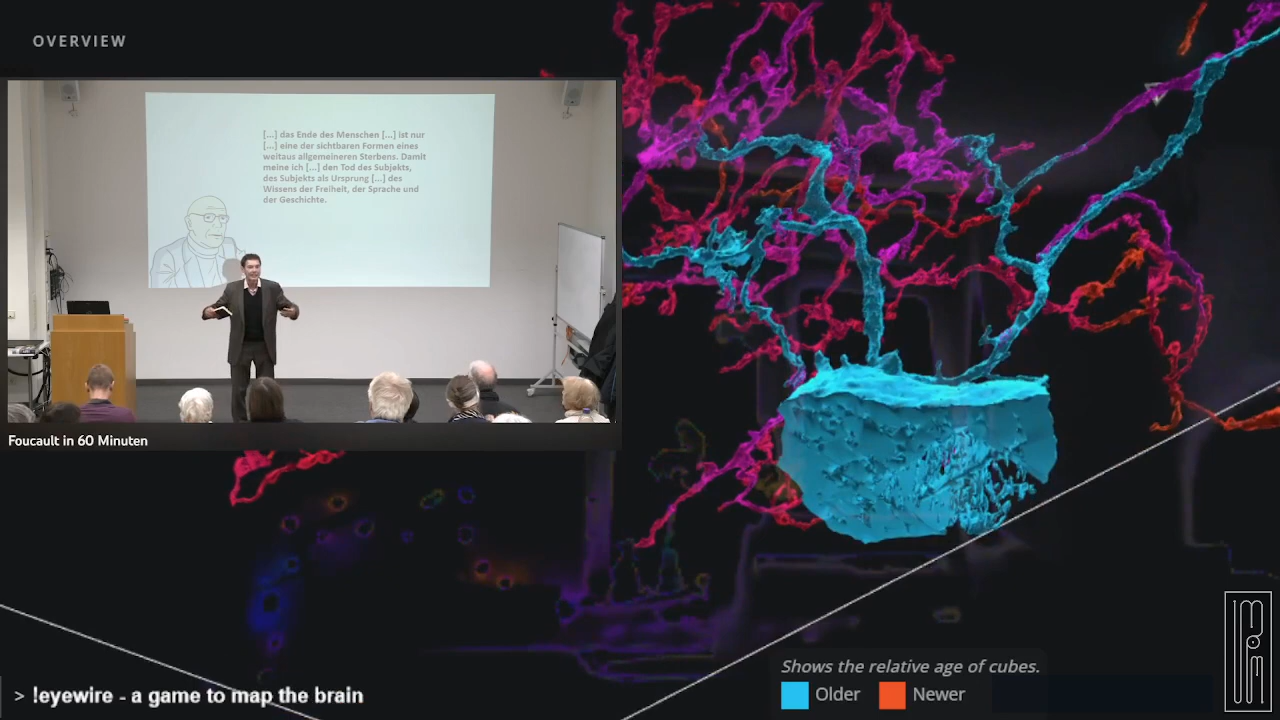 OVERVIEW
[...] das Ende des Menschen [...] ist nur
[...] eine der sichtbaren Formen eines
weitaus allgemeineren Sterbens. Damit
meine ich [...] den Tod des Subjekts,
des Subjekts als Ursprung [...] des
Wissens der Freiheit, der Sprache und
der Geschichte.
Foucault in 60 Minuten
Shows the relative age of cubes.
Older
Newer
> !eyewire - a game to map the brain